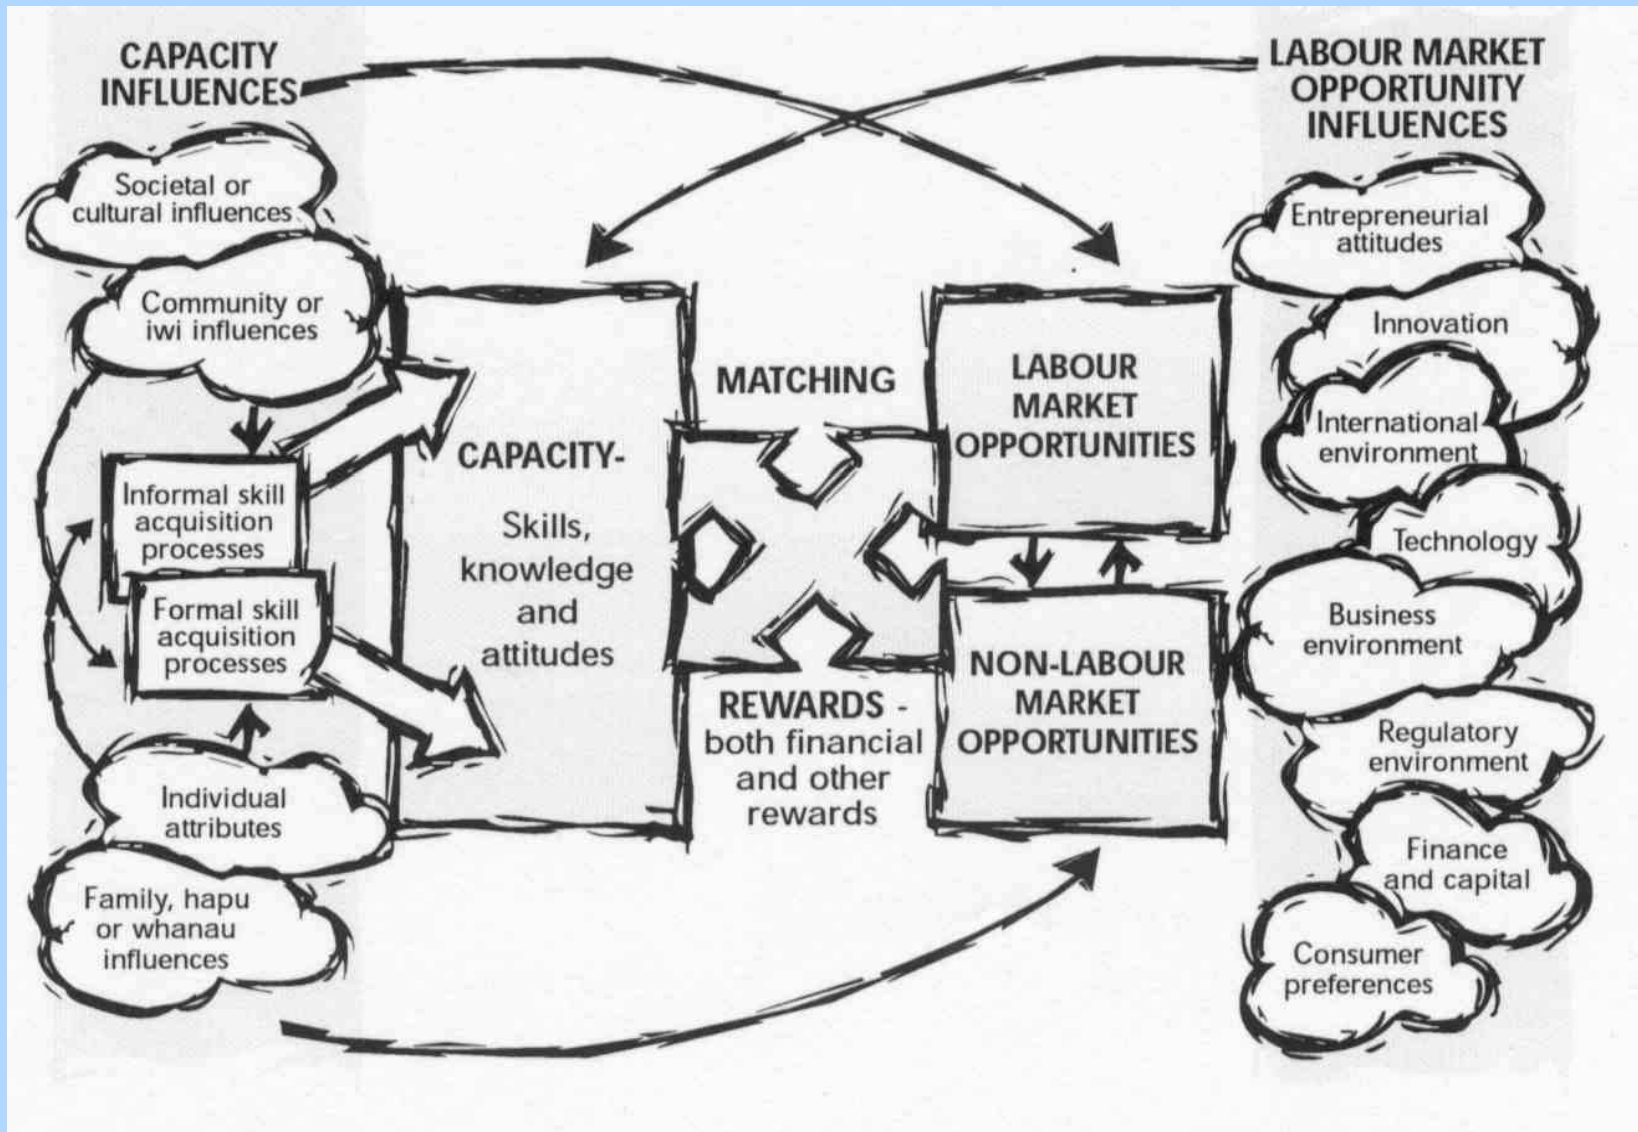 CAPACITY
INFLUENCES
Societal or
cultural influences
Community or
iwi influences
Informal skill
acquisition
processes
Formal skill
acquisition
processes
Individual
attributes
Family, hapu
or whanau
influences
CAPACITY-
Skills,
knowledge
and
attitudes
MATCHING
REWARDS -
both financial
and other
rewards
LABOUR
MARKET
OPPORTUNITIES
NON-LABOUR
MARKET
OPPORTUNITIES
LABOUR MARKET
OPPORTUNITY
INFLUENCES
Entrepreneurial
attitudes
Innovation
International
environment
Technology
Business
environment
Regulatory
environment
Finance
and capital
Consumer
preferences